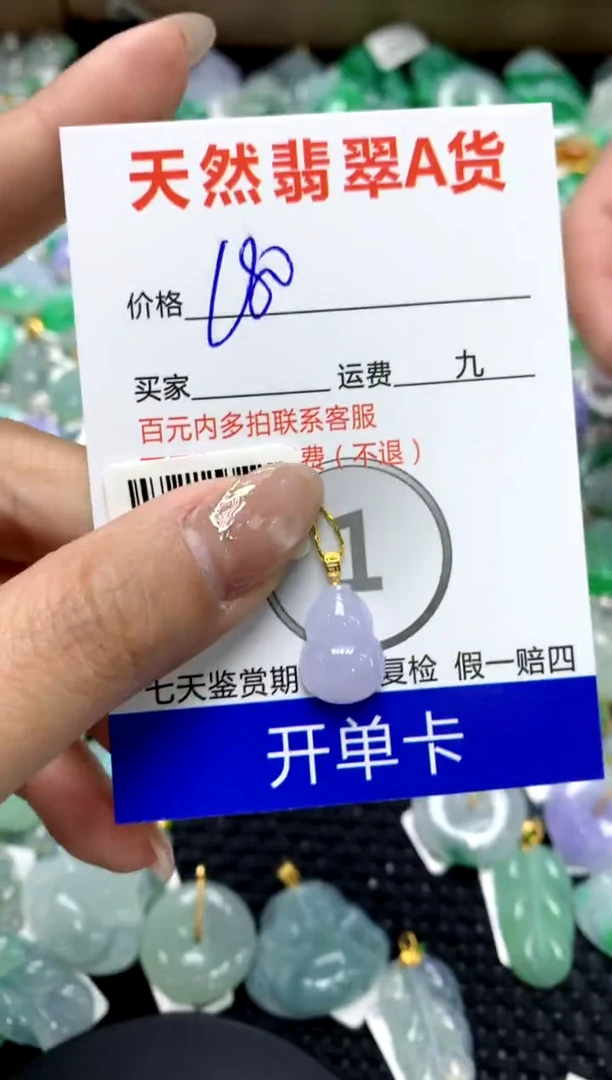 天然翡翠A货
价格 180
买家 运费 九
百元内多拍联系客服
费（不退）
1
七天鉴赏期 复检 假一赔四
开单卡